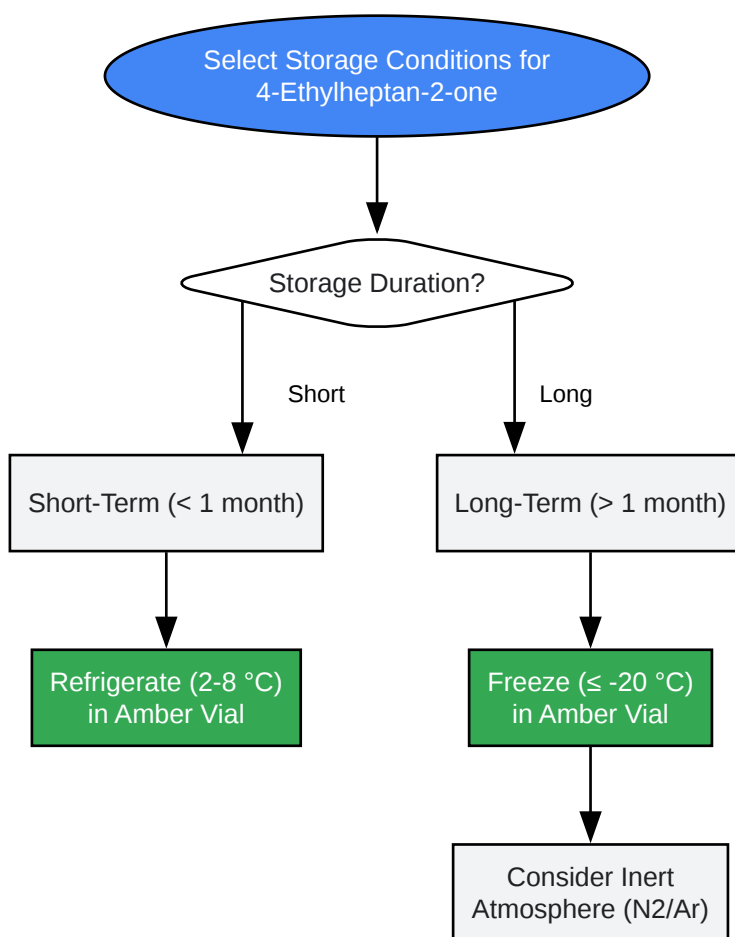 Select Storage Conditions for
4-Ethylheptan-2-one
Storage Duration?
Short
Long
Short-Term (< 1 month)
Long-Term (> 1 month)
Refrigerate (2-8 °C)
in Amber Vial
Freeze (≤ -20 °C)
in Amber Vial
Consider Inert
Atmosphere (N2/Ar)